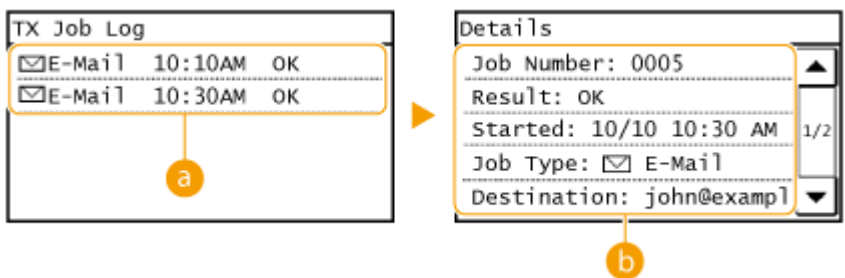 TX Job Log
E-Mail 10:10AM OK
E-Mail 10:30AM OK
a
Details
Job Number: 0005
Result: OK
Started: 10/10 10:30 AM
Job Type: E-Mail
Destination: john@exampl
1/2
b